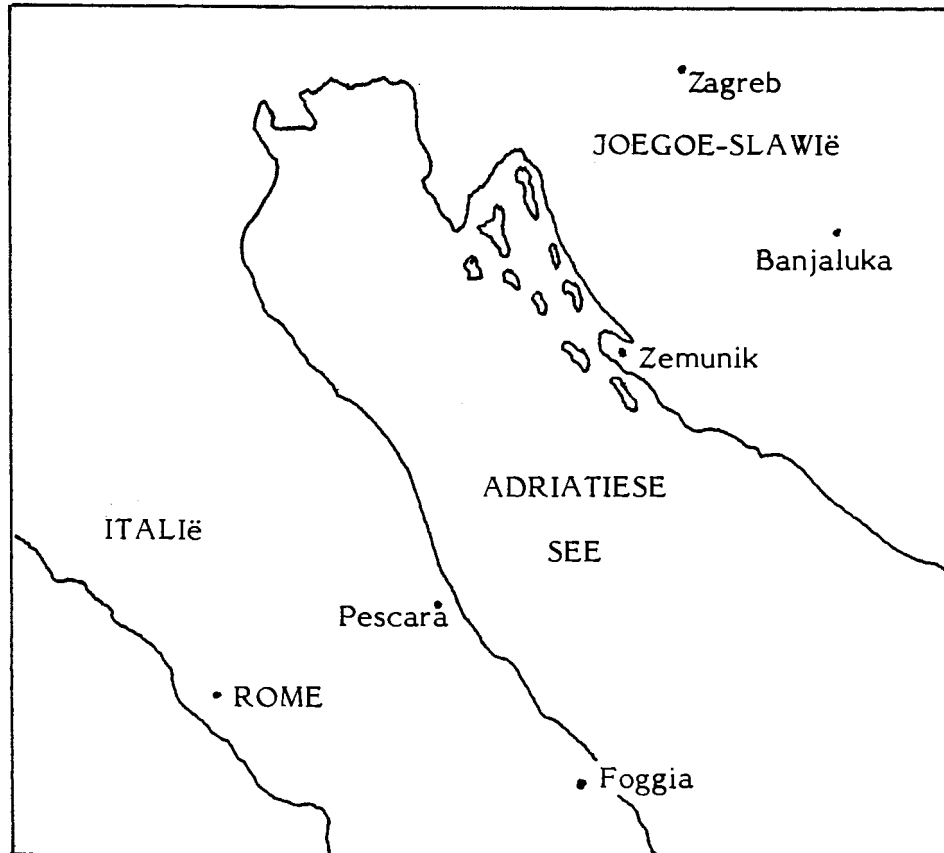 Zagreb
JOEGOE-SLAWIë
Banjaluka
Zemunik
ADRIATIESE
SEE
ITALIë
Pescara
ROME
Foggia